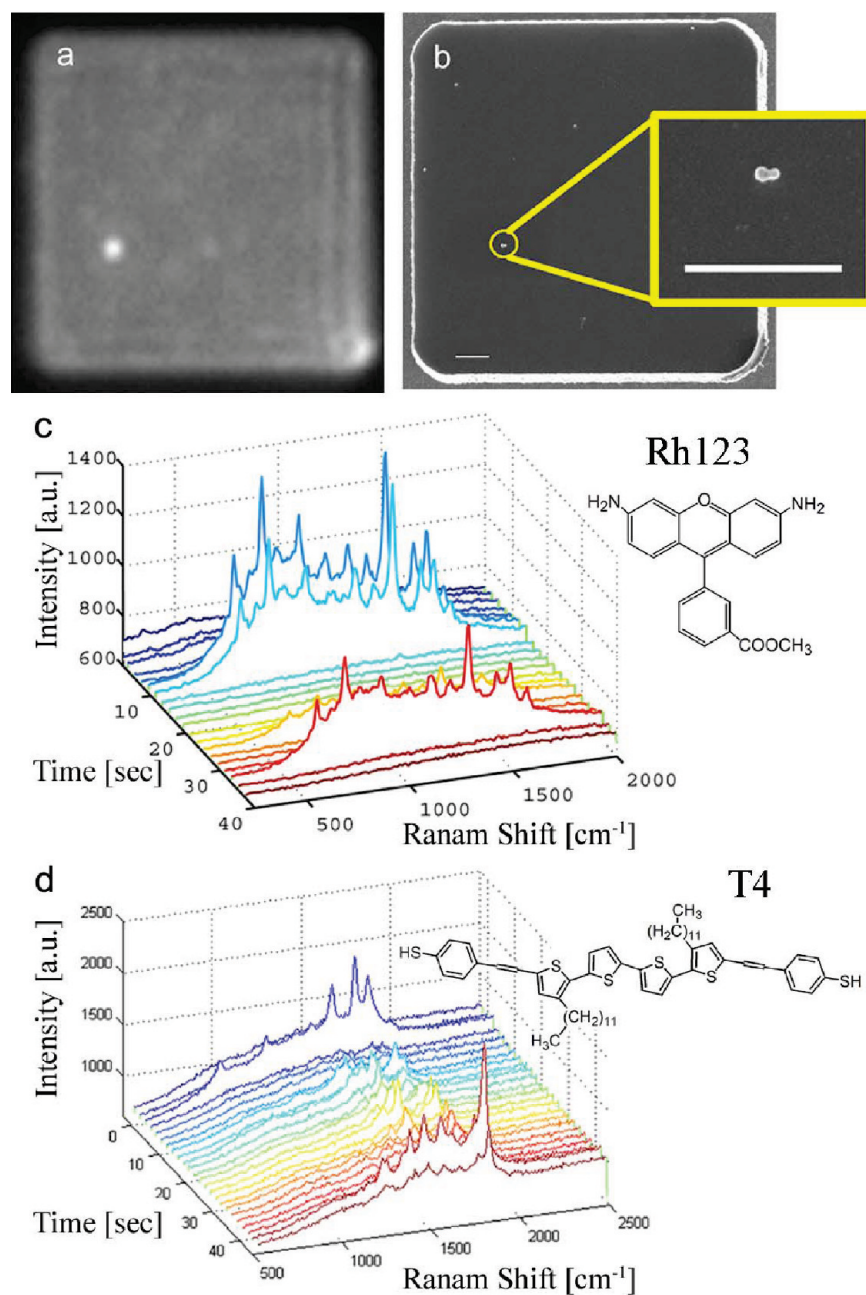 a
b
c
Rh123
1400
1200
1000
800
600
Intensity [a.u.]
10
20
30
40
Time [sec]
500
1000
1500
2000
Ranam Shift [cm-1]
H2N
O
NH2
COOCH3
d
T4
2500
2000
1500
1000
Intensity [a.u.]
0
10
20
30
40
Time [sec]
500
1000
1500
2000
2500
Ranam Shift [cm-1]
CH3
(H2C)11
HS
S
S
S
S
SH
(CH2)11
H3C